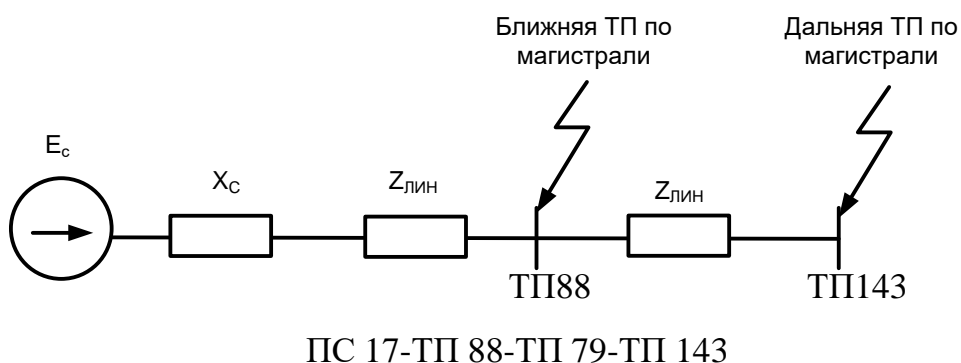 Ближняя ТП по
магистрали
Дальняя ТП по
магистрали
Eс
XС
ZЛИН
ZЛИН
ТП88
ТП143
ПС 17-ТП 88-ТП 79-ТП 143